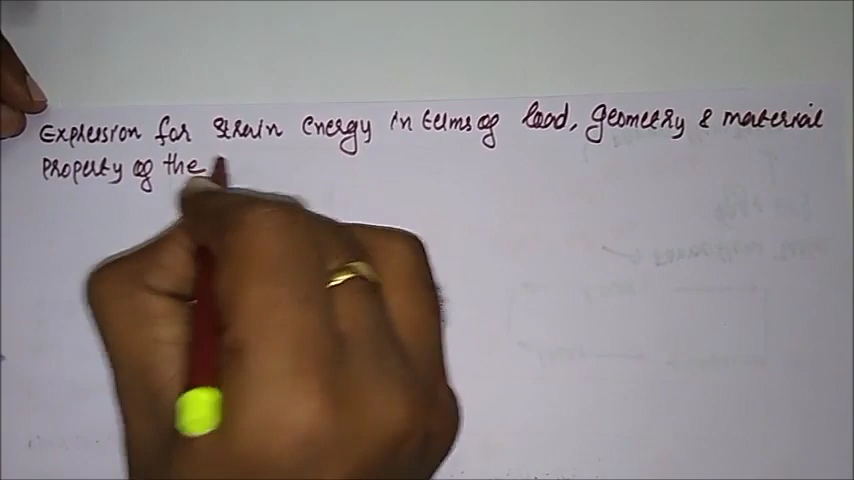 Expression for Strain Energy in terms of load, geometry & material
Property of the